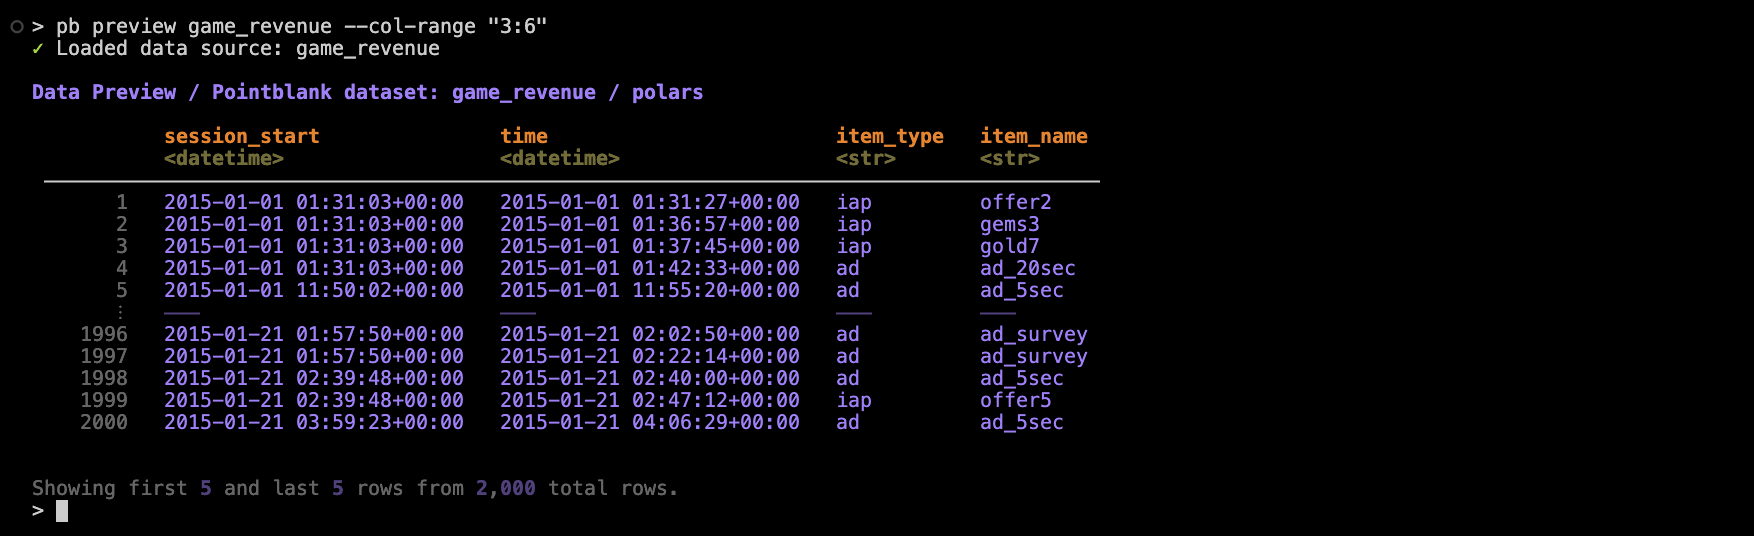 > pb preview game_revenue --col-range "3:6"
✓ Loaded data source: game_revenue
Data Preview / Pointblank dataset: game_revenue / polars
session_start time item_type item_name
<datetime> <datetime> <str> <str>
1 2015-01-01 01:31:03+00:00 2015-01-01 01:31:27+00:00 iap offer2
2 2015-01-01 01:31:03+00:00 2015-01-01 01:36:57+00:00 iap gems3
3 2015-01-01 01:31:03+00:00 2015-01-01 01:37:45+00:00 iap gold7
4 2015-01-01 01:31:03+00:00 2015-01-01 01:42:33+00:00 ad ad_20sec
5 2015-01-01 11:50:02+00:00 2015-01-01 11:55:20+00:00 ad ad_5sec
⋮ ─── ─── ─── ───
1996 2015-01-21 01:57:50+00:00 2015-01-21 02:02:50+00:00 ad ad_survey
1997 2015-01-21 01:57:50+00:00 2015-01-21 02:22:14+00:00 ad ad_survey
1998 2015-01-21 02:39:48+00:00 2015-01-21 02:40:00+00:00 ad ad_5sec
1999 2015-01-21 02:39:48+00:00 2015-01-21 02:47:12+00:00 iap offer5
2000 2015-01-21 03:59:23+00:00 2015-01-21 04:06:29+00:00 ad ad_5sec
Showing first 5 and last 5 rows from 2,000 total rows.
>